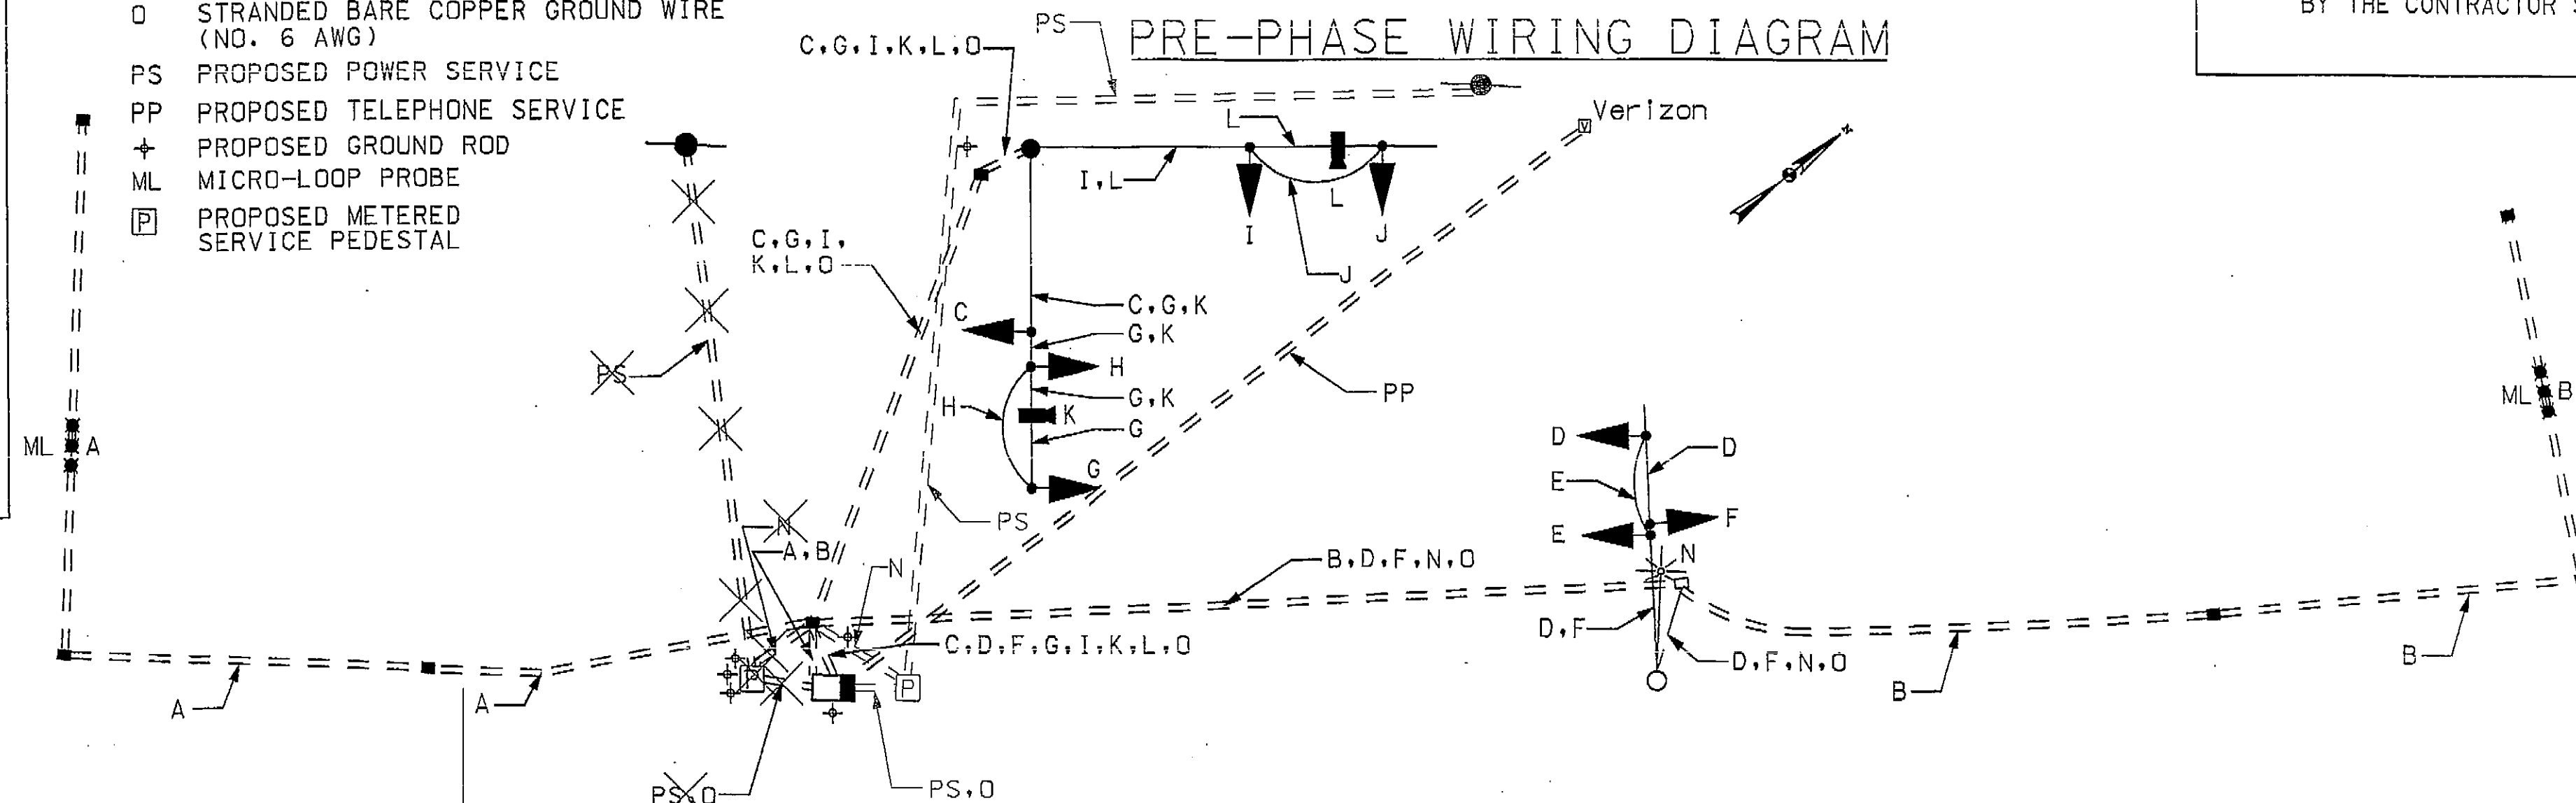 O STRANDED BARE COPPER GROUND WIRE
(NO. 6 AWG)
PS PROPOSED POWER SERVICE
PP PROPOSED TELEPHONE SERVICE
PROPOSED GROUND ROD
ML MICRO-LOOP PROBE
P PROPOSED METERED
SERVICE PEDESTAL
PRE-PHASE WIRING DIAGRAM
BY THE CONTRACTOR
PS
C,G,I,K,L,O
L
Verizon
V
I,L
L
I
J
J
C,G,I,
K,L,O
C
C,G,K
G,K
H
G,K
H
K
G
G
PS
PP
PS
ML A
ML B
D
D
E
E
F
N
N
A,B
N
B,D,F,N,O
C,D,F,G,I,K,L,O
D,F
D,F,N,O
A
A
P
P
B
B
PS,O
PS,O